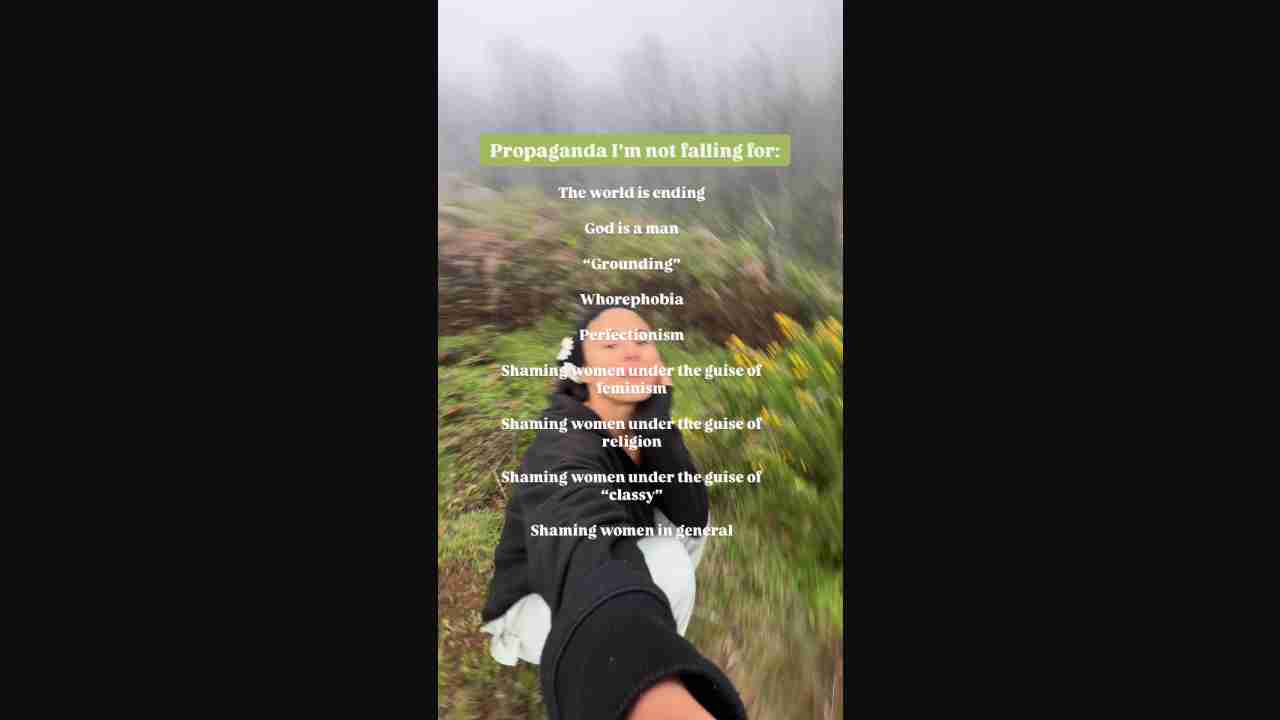 Propaganda I'm not falling for:
The world is ending
God is a man
“Grounding”
Whorephobia
Perfectionism
Shaming women under the guise of
feminism
Shaming women under the guise of
religion
Shaming women under the guise of
“classy”
Shaming women in general